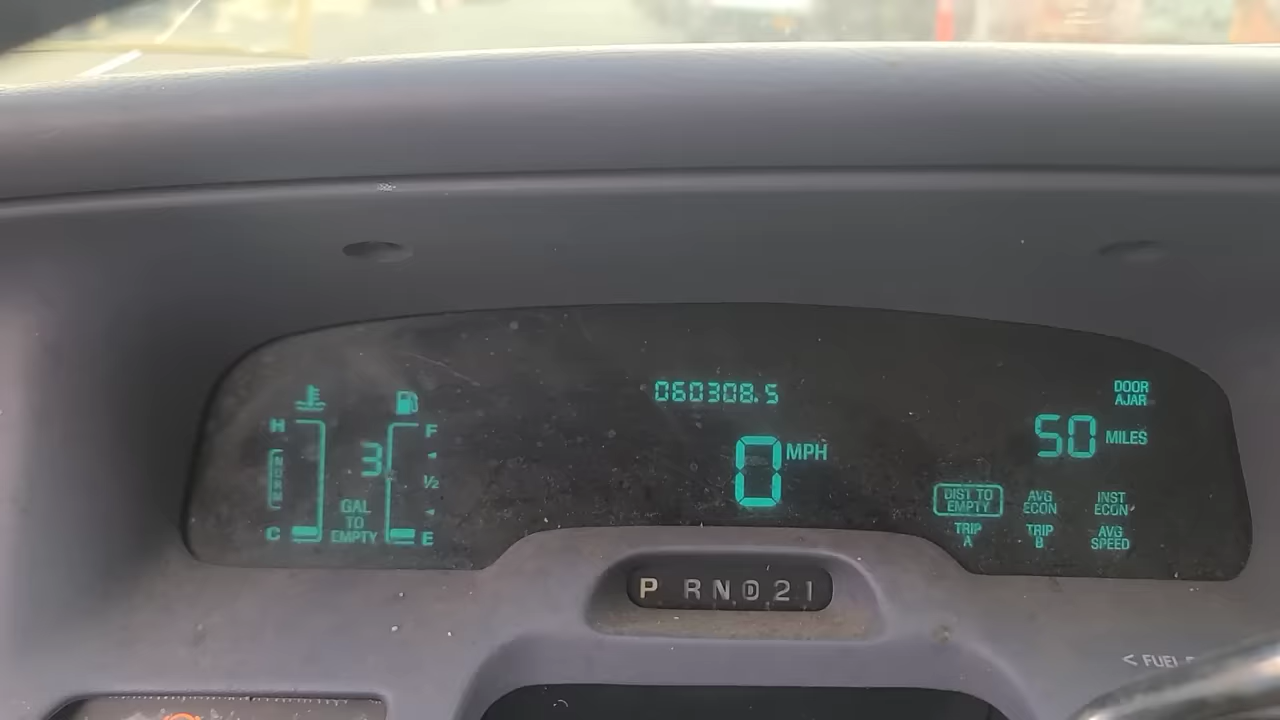 060308.5
DOOR
AJAR
H
F
3
NORM
1/2
GAL
TO
EMPTY
C
E
0 MPH
50 MILES
DIST TO
EMPTY
AVG
ECON
INST
ECON
TRIP
A
TRIP
B
AVG
SPEED
P R N D 2 1
< FUEL